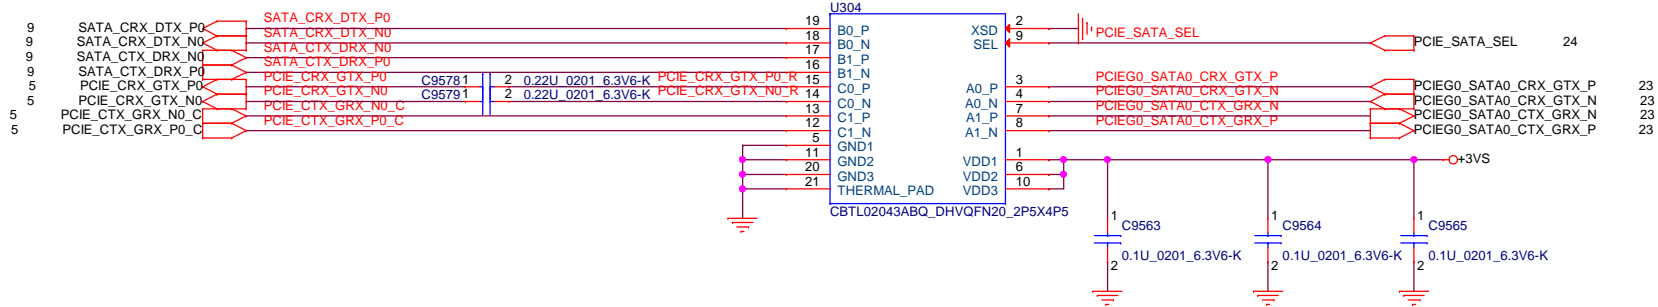 U304
9 SATA_CRX_DTX_P0 SATA_CRX_DTX_P0 19 B0_P XSD 2
9 SATA_CRX_DTX_N0 SATA_CRX_DTX_N0 18 B0_N SEL 9 PCIE_SATA_SEL PCIE_SATA_SEL 24
9 SATA_CTX_DRX_N0 SATA_CTX_DRX_N0 17 B1_P
9 SATA_CTX_DRX_P0 SATA_CTX_DRX_P0 16 B1_N
5 PCIE_CRX_GTX_P0 PCIE_CRX_GTX_P0 C9578 1 2 0.22U_0201_6.3V6-K PCIE_CRX_GTX_P0_R 15 C0_P A0_P 3 PCIEG0_SATA0_CRX_GTX_P PCIEG0_SATA0_CRX_GTX_P 23
5 PCIE_CRX_GTX_N0 PCIE_CRX_GTX_N0 C9579 1 2 0.22U_0201_6.3V6-K PCIE_CRX_GTX_N0_R 14 C0_N A0_N 4 PCIEG0_SATA0_CRX_GTX_N PCIEG0_SATA0_CRX_GTX_N 23
5 PCIE_CTX_GRX_N0_C PCIE_CTX_GRX_N0_C 13 C1_P A1_P 7 PCIEG0_SATA0_CTX_GRX_N PCIEG0_SATA0_CTX_GRX_N 23
5 PCIE_CTX_GRX_P0_C PCIE_CTX_GRX_P0_C 12 C1_N A1_N 8 PCIEG0_SATA0_CTX_GRX_P PCIEG0_SATA0_CTX_GRX_P 23
5 GND1
11 GND2 VDD1 1 +3VS
20 GND3 VDD2 6
21 THERMAL_PAD VDD3 10
CBTL02043ABQ_DHVQFN20_2P5X4P5
1 C9563 1 C9564 1 C9565
0.1U_0201_6.3V6-K 0.1U_0201_6.3V6-K 0.1U_0201_6.3V6-K
2 2 2